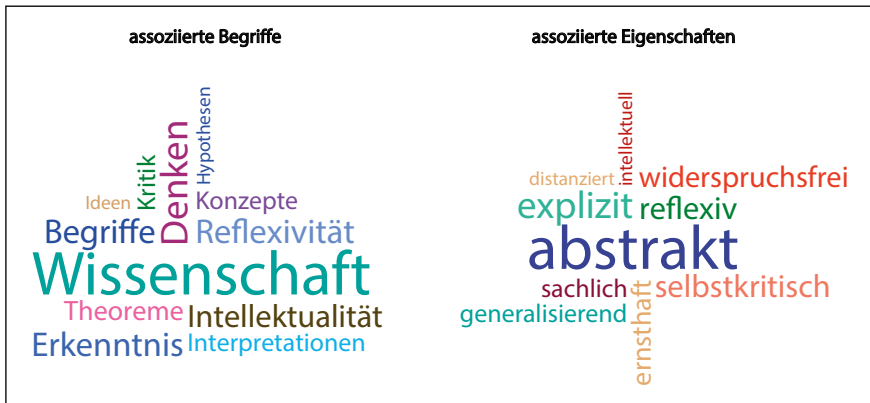 assoziierte Begriffe
Hypothesen
Denken
Kritik
Ideen
Konzepte
Begriffe
Reflexivität
Wissenschaft
Theoreme
Intellektualität
Erkenntnis
Interpretationen
assoziierte Eigenschaften
intellektuell
distanziert
widerspruchsfrei
explizit
reflexiv
abstrakt
sachlich
selbstkritisch
generalisierend
ernsthaft